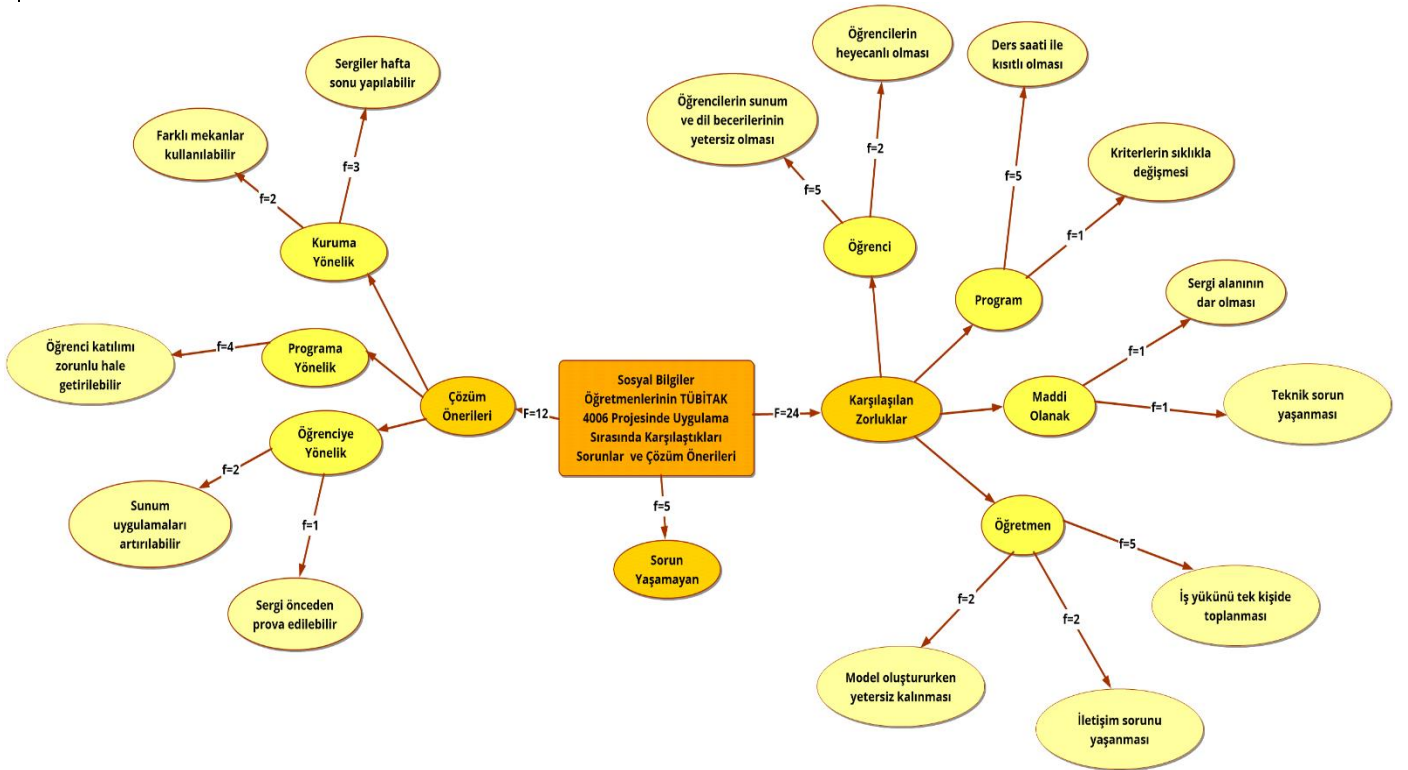 Öğrencilerin
heyecanlı olması
Ders saati ile
kısıtlı olması
Sergiler hafta
sonu yapılabilir
Öğrencilerin sunum
ve dil becerilerinin
yetersiz olması
Farklı mekanlar
kullanılabilir
Kriterlerin sıklıkla
değişmesi
f=3
f=2
f=2
f=5
f=5
f=1
Kuruma
Yönelik
Öğrenci
Program
Sergi alanının
dar olması
Öğrenci katılımı
zorunlu hale
getirilebilir
f=4
Programa
Yönelik
f=1
Çözüm
Önerileri
F=12
Sosyal Bilgiler
Öğretmenlerinin TÜBİTAK
4006 Projesinde Uygulama
Sırasında Karşılaştıkları
Sorunlar ve Çözüm Önerileri
F=24
Karşılaşılan
Zorluklar
Maddi
Olanak
f=1
Teknik sorun
yaşanması
Öğrenciye
Yönelik
f=2
f=1
Sunum
uygulamaları
artırılabilir
Sergi önceden
prova edilebilir
f=5
Sorun
Yaşamayan
Öğretmen
f=5
f=2
f=2
İş yükünü tek kişide
toplanması
Model oluştururken
yetersiz kalınması
İletişim sorunu
yaşanması